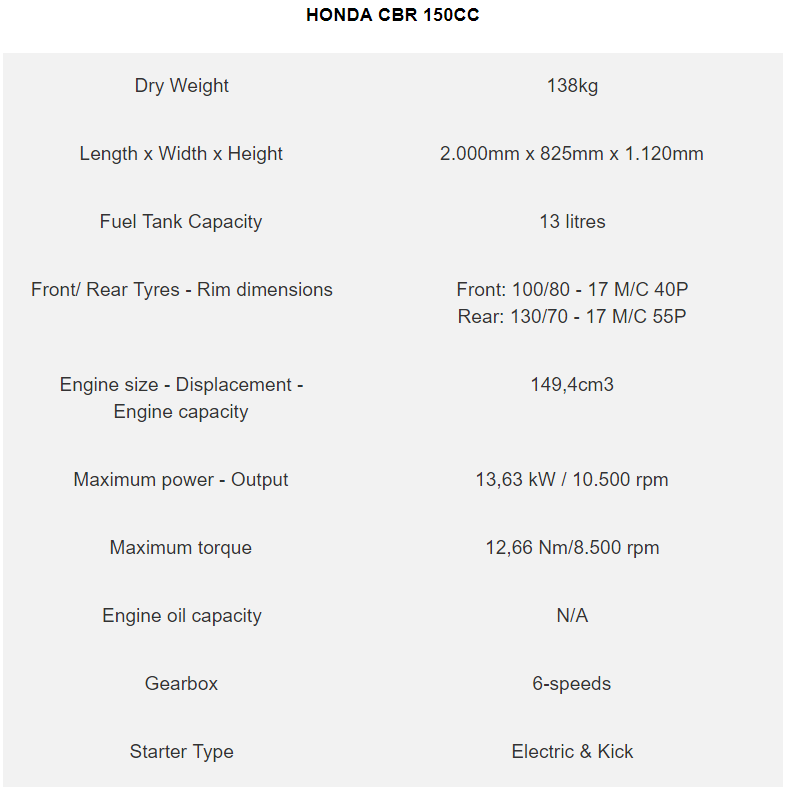 HONDA CBR 150CC
Dry Weight 138kg
Length x Width x Height 2.000mm x 825mm x 1.120mm
Fuel Tank Capacity 13 litres
Front/ Rear Tyres - Rim dimensions Front: 100/80 - 17 M/C 40P
Rear: 130/70 - 17 M/C 55P
Engine size - Displacement - 149,4cm3
Engine capacity
Maximum power - Output 13,63 kW / 10.500 rpm
Maximum torque 12,66 Nm/8.500 rpm
Engine oil capacity N/A
Gearbox 6-speeds
Starter Type Electric & Kick